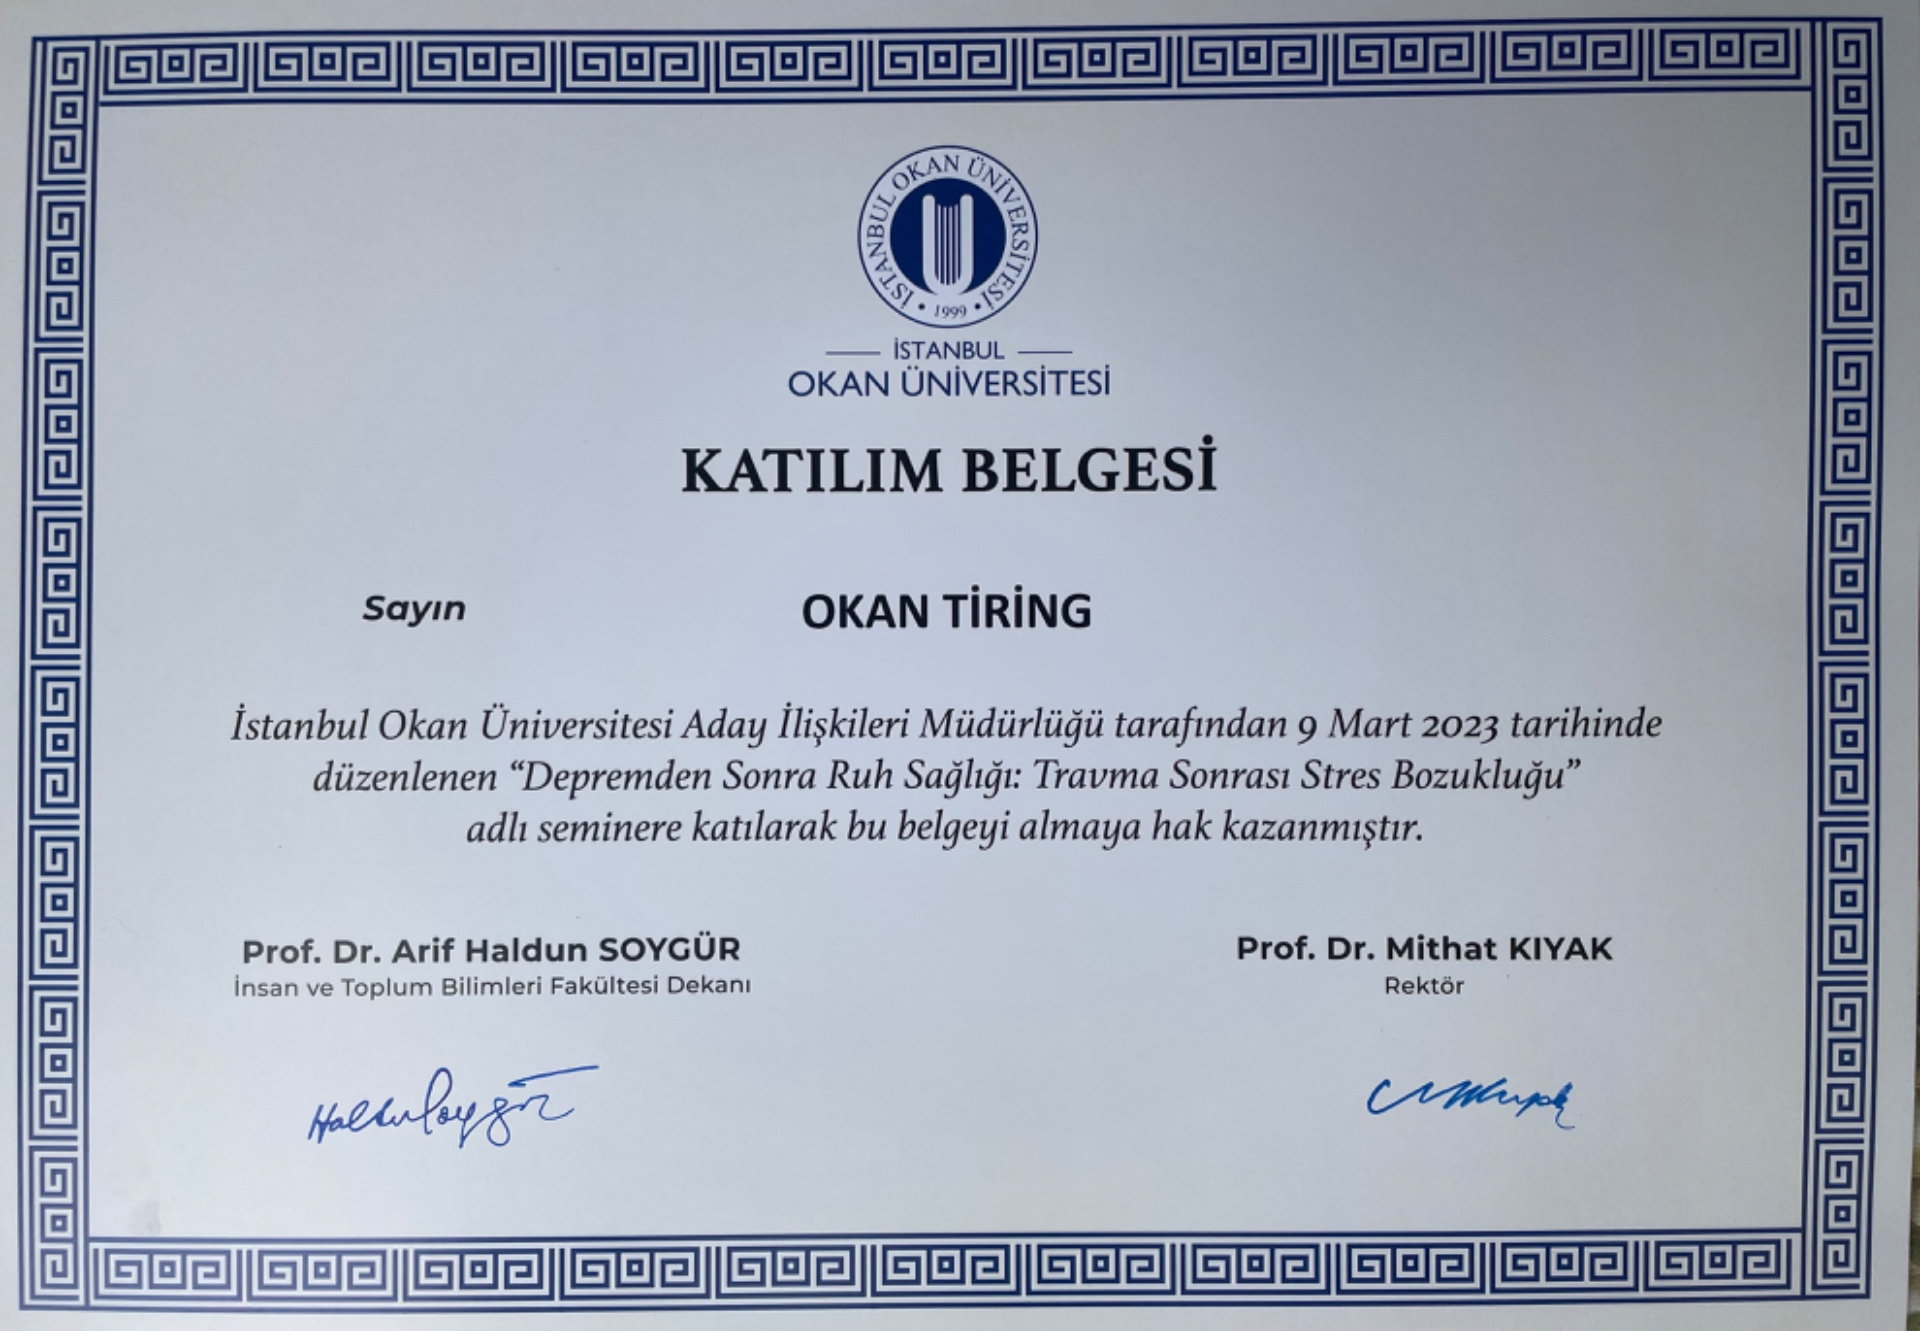 İSTANBUL OKAN ÜNİVERSİTESİ
• 1999 •
İSTANBUL
OKAN ÜNİVERSİTESİ
KATILIM BELGESİ
Sayın OKAN TİRİNG
İstanbul Okan Üniversitesi Aday İlişkileri Müdürlüğü tarafından 9 Mart 2023 tarihinde
düzenlenen “Depremden Sonra Ruh Sağlığı: Travma Sonrası Stres Bozukluğu”
adlı seminere katılarak bu belgeyi almaya hak kazanmıştır.
Prof. Dr. Arif Haldun SOYGÜR
İnsan ve Toplum Bilimleri Fakültesi Dekanı
Prof. Dr. Mithat KIYAK
Rektör